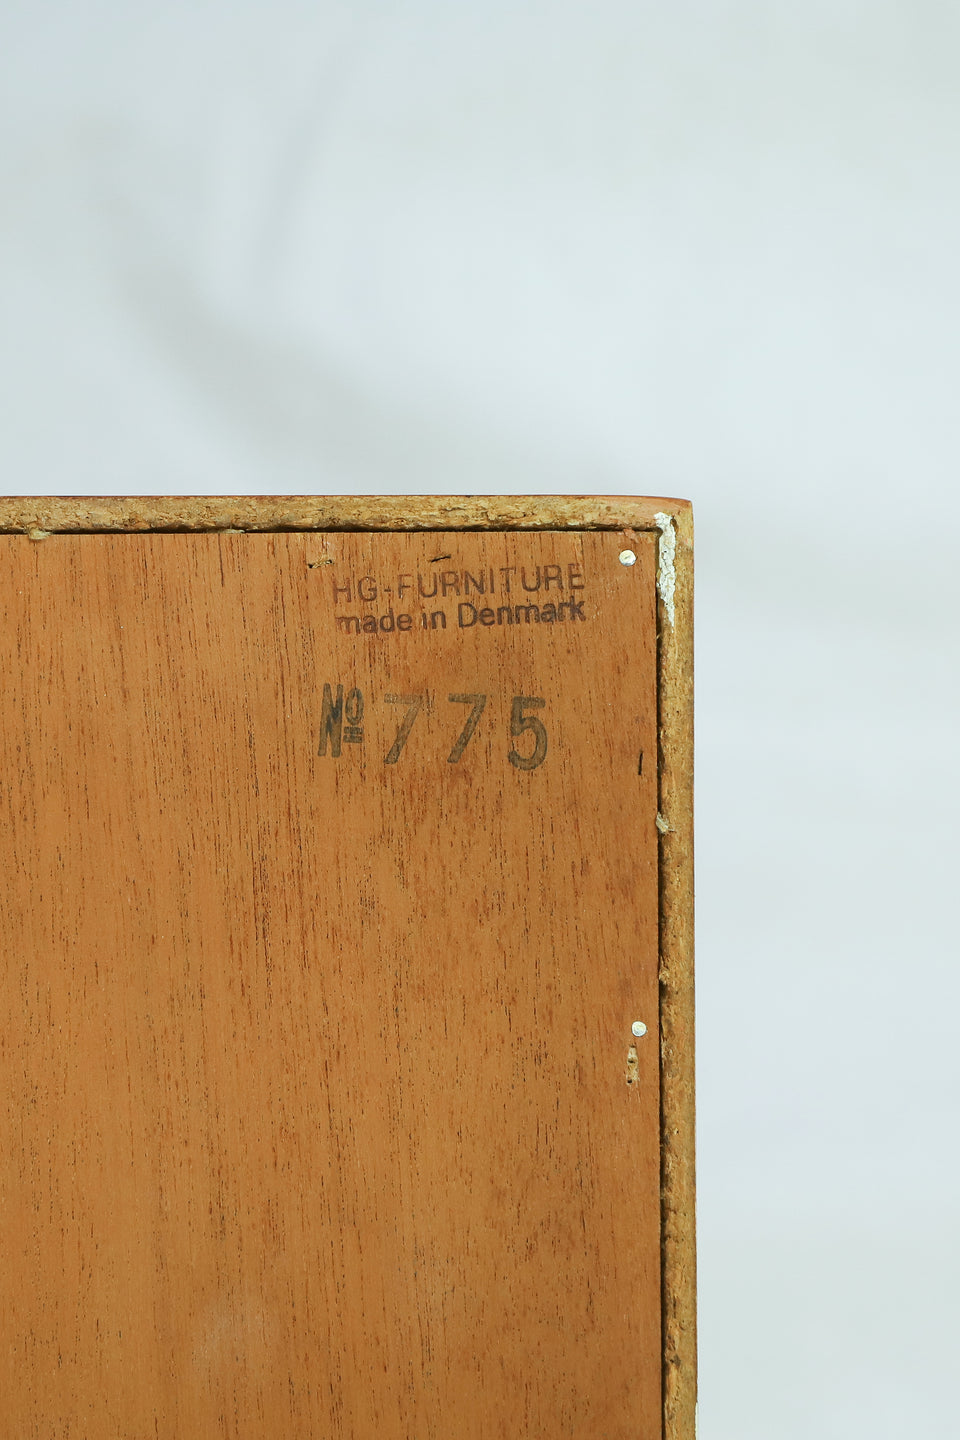 HG-FURNITURE
made in Denmark
№ 775